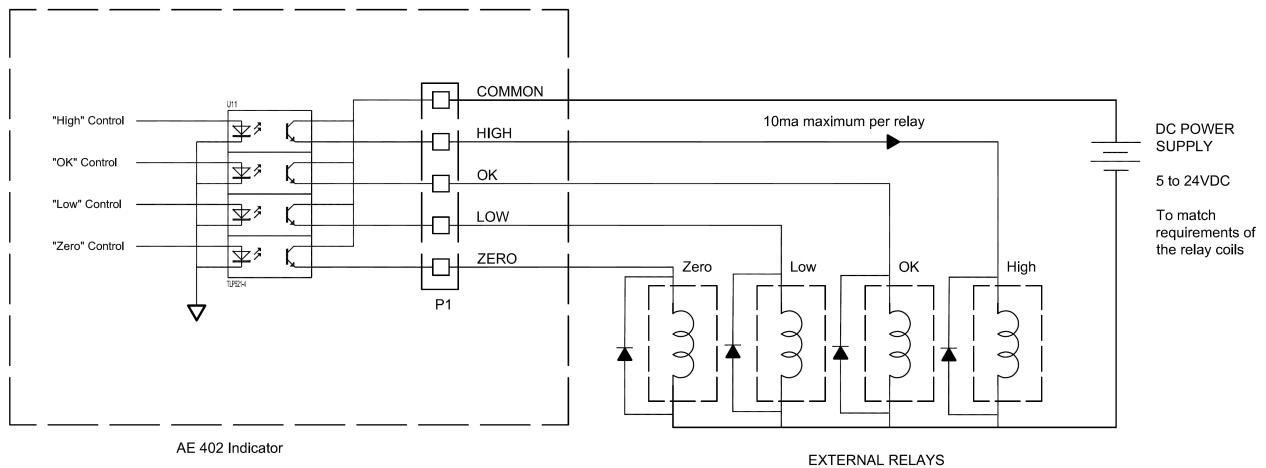 U11
"High" Control
"OK" Control
"Low" Control
"Zero" Control
TLP521-4
COMMON
HIGH
OK
LOW
ZERO
P1
10ma maximum per relay
DC POWER
SUPPLY
5 to 24VDC
To match
requirements of
the relay coils
Zero
Low
OK
High
AE 402 Indicator
EXTERNAL RELAYS